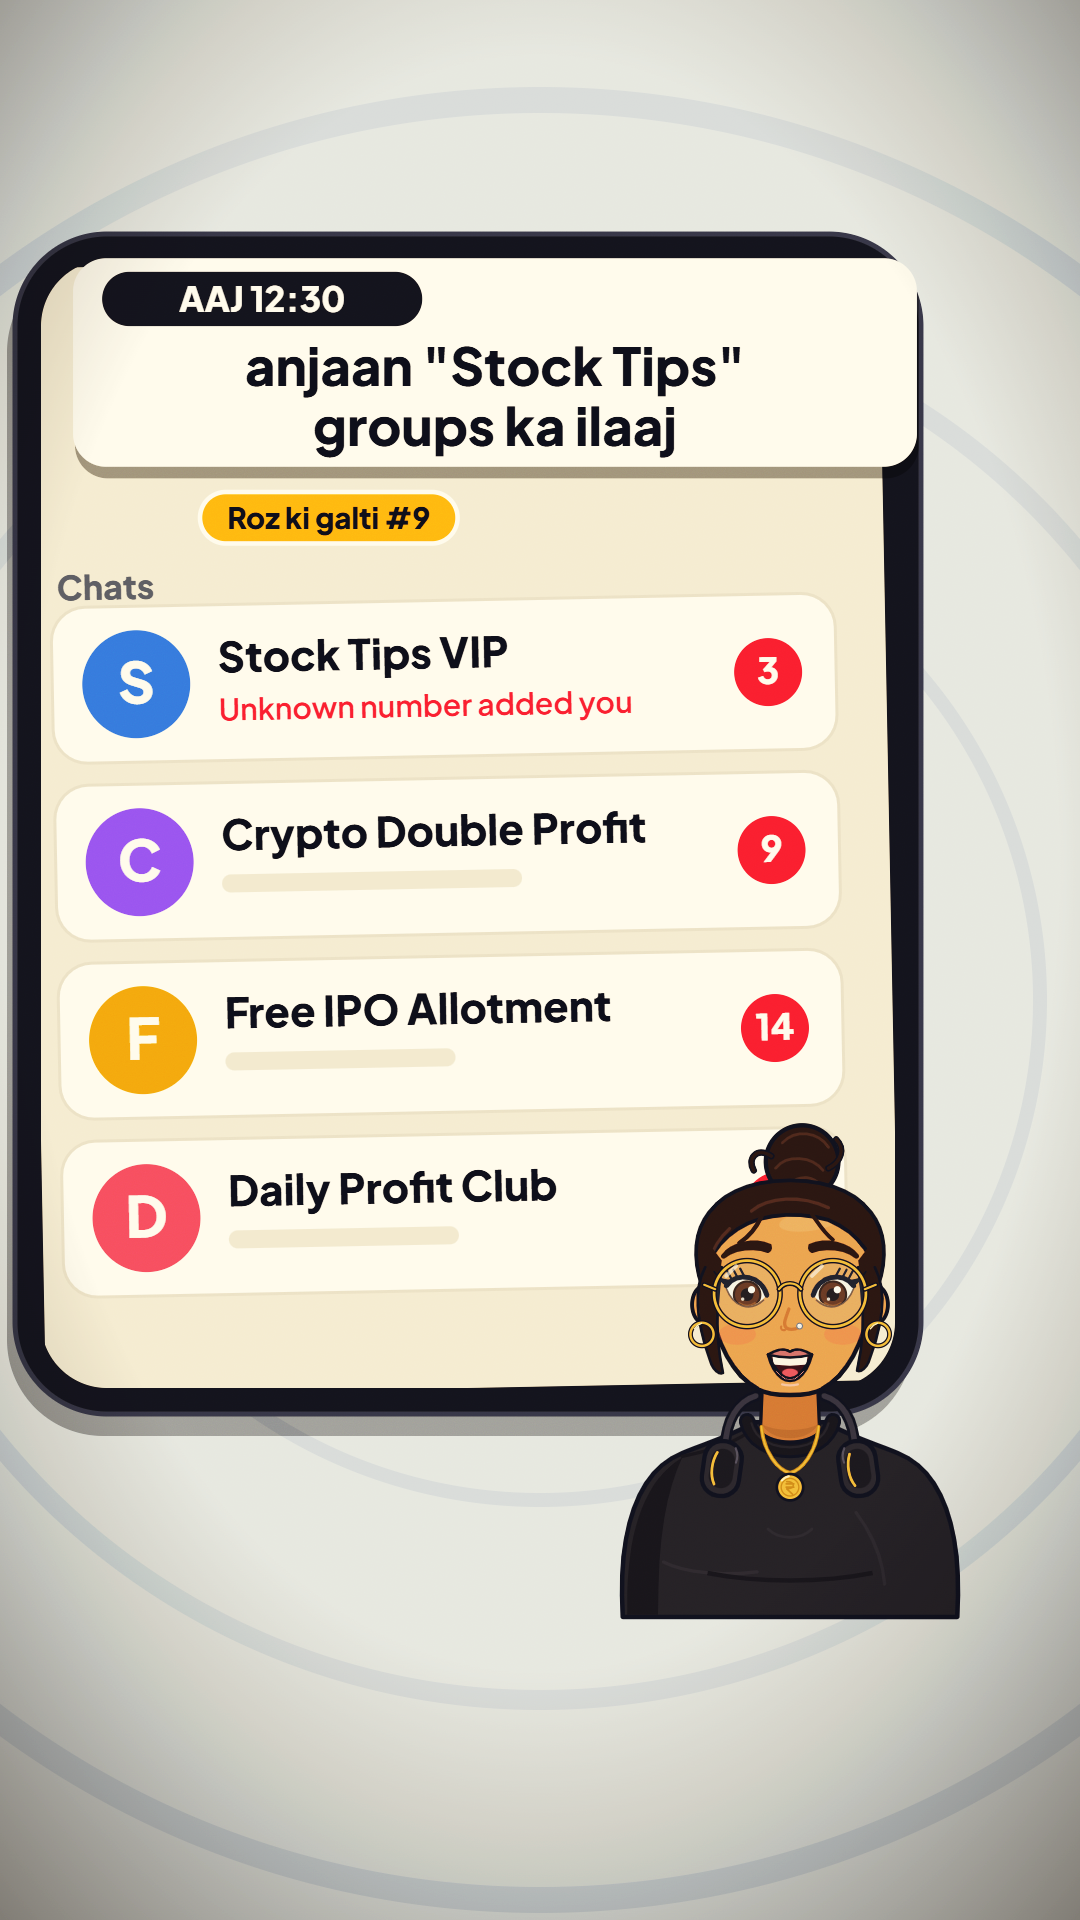 AAJ 12:30
anjaan "Stock Tips"
groups ka ilaaj
Roz ki galti #9
Chats
S
Stock Tips VIP
Unknown number added you
3
C
Crypto Double Profit
9
F
Free IPO Allotment
14
D
Daily Profit Club
₹